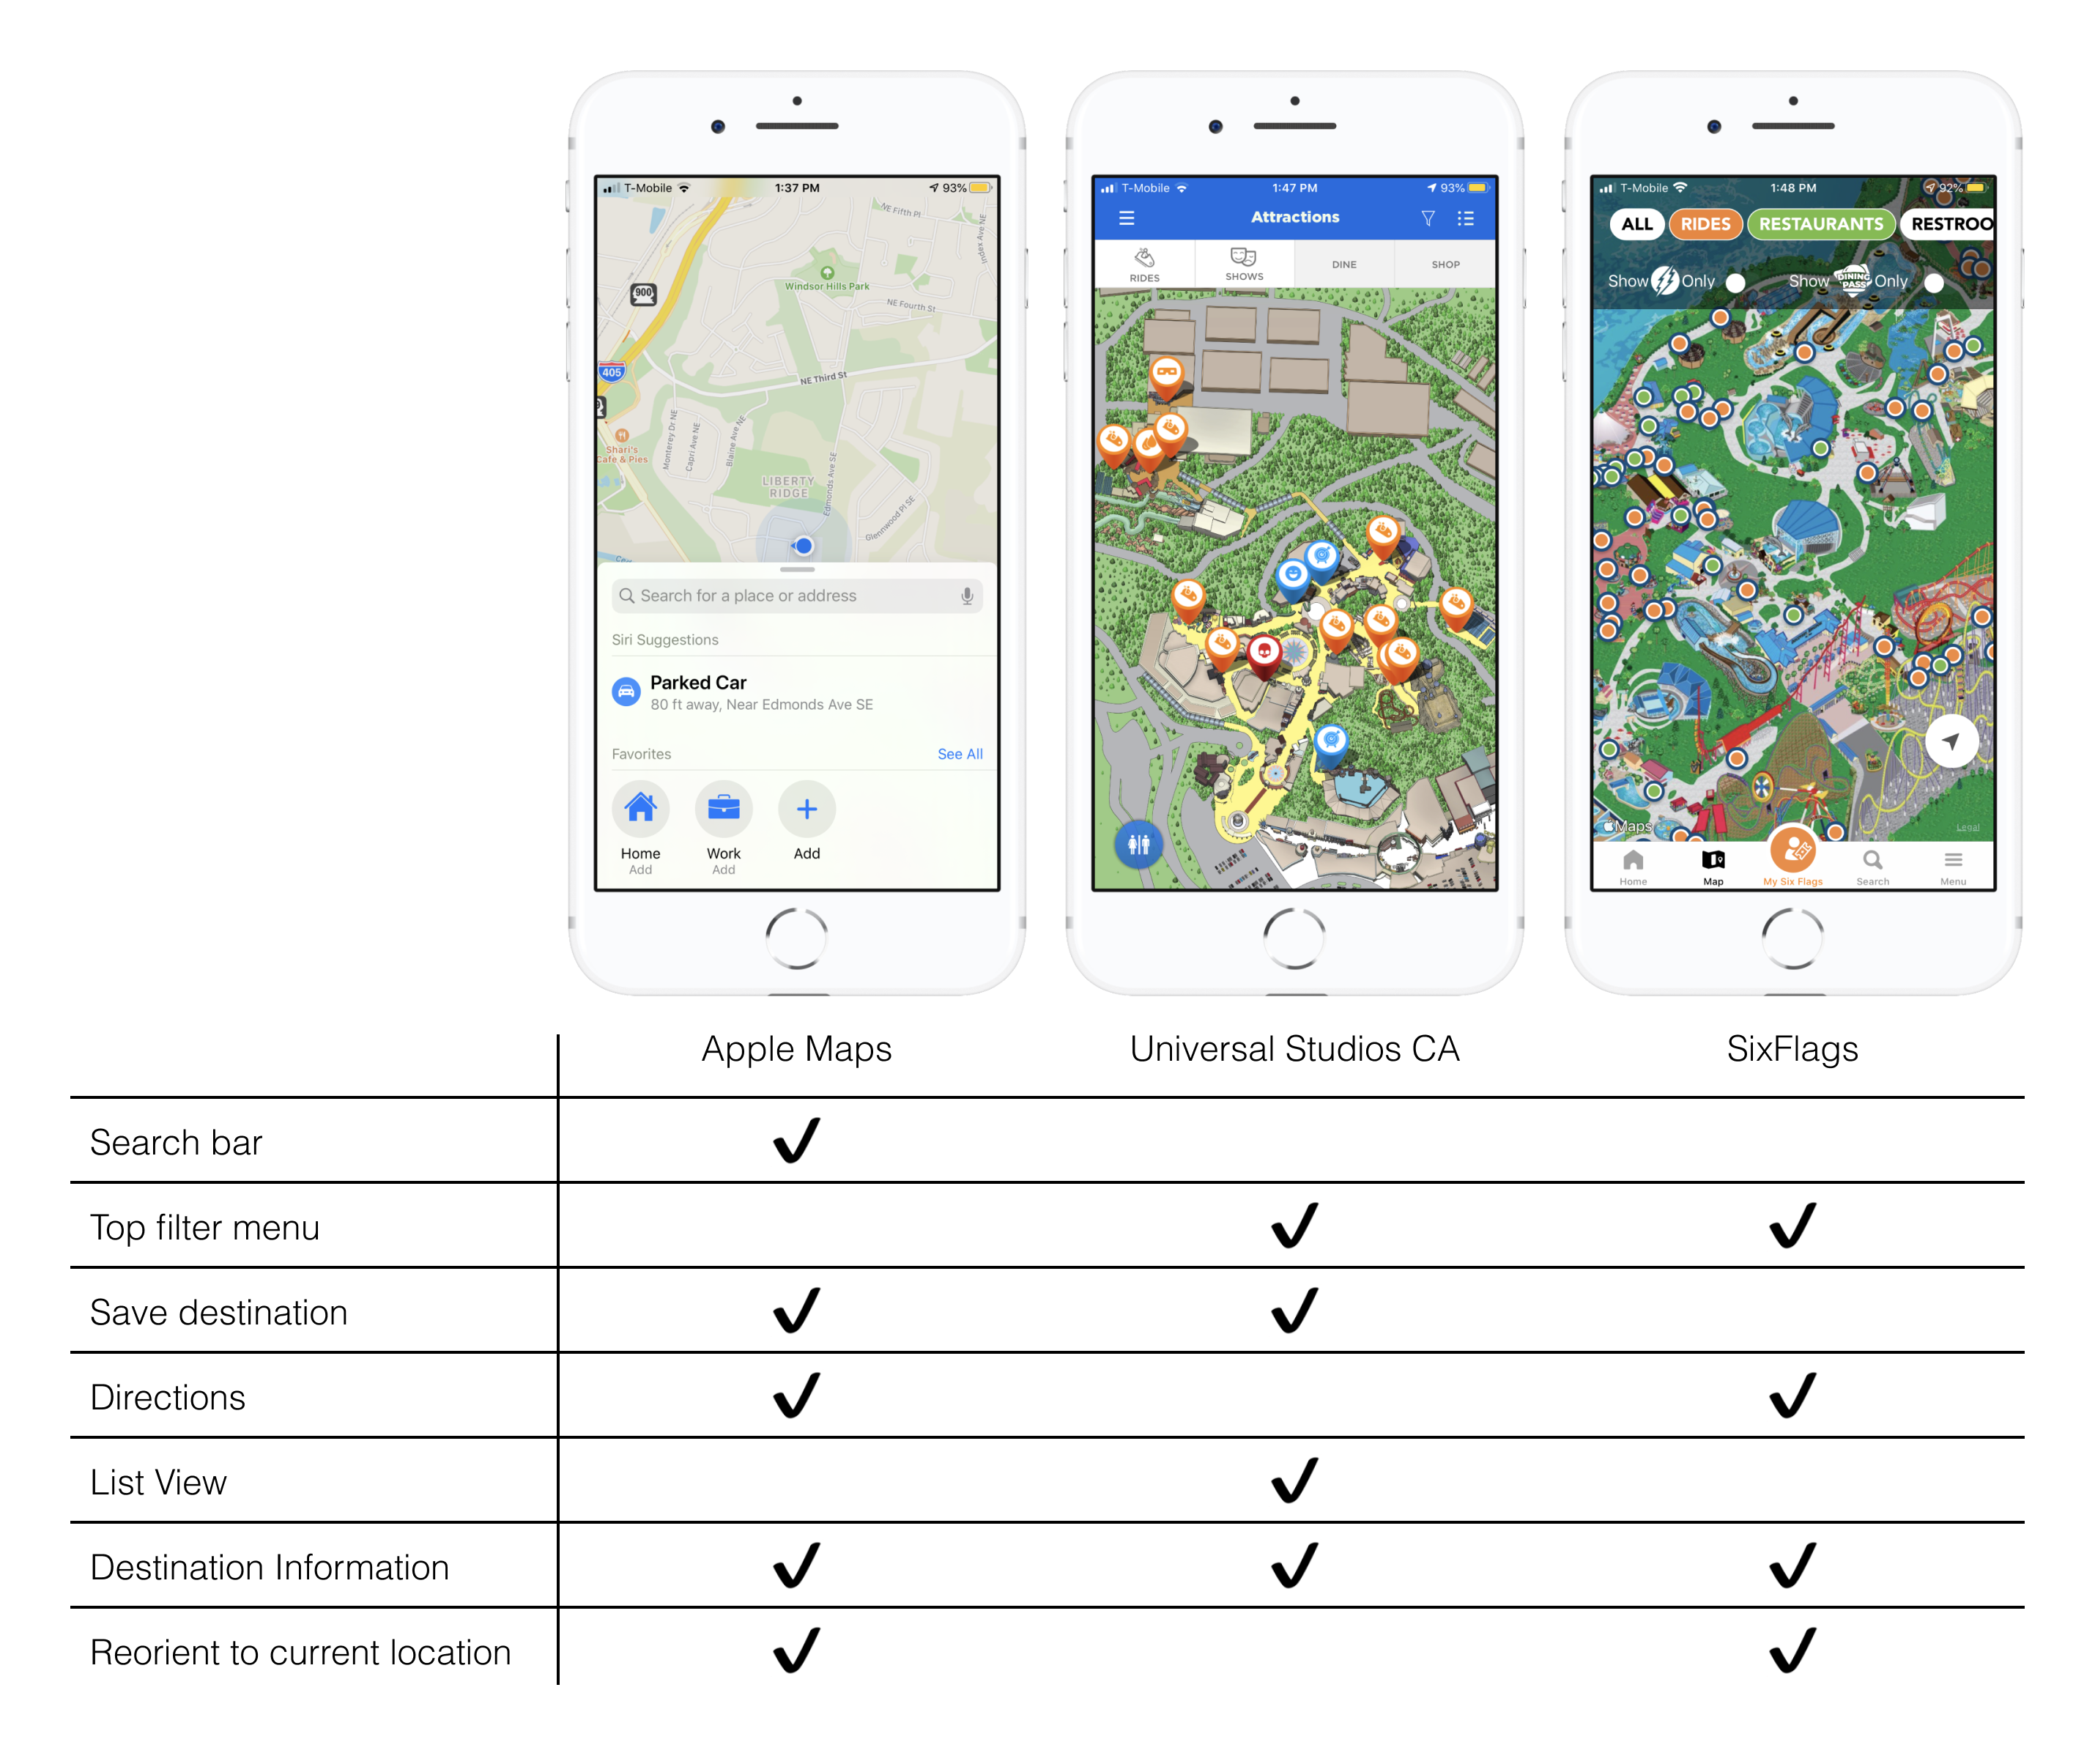 T-Mobile 1:37 PM 93%
NE Fifth Pl
Jasper Ave NE
Windsor Hills Park
900
NE Fourth St
405
NE Third St
Monterey Dr NE
Capri Ave NE
Blaine Ave NE
Shari's
Cafe & Pies
LIBERTY
RIDGE
Edmonds Ave SE
Glennwood Pl SE
Search for a place or address
Siri Suggestions
Parked Car
80 ft away, Near Edmonds Ave SE
Favorites See All
Home Work Add
Add Add
T-Mobile 1:47 PM 93%
Attractions
RIDES SHOWS DINE SHOP
T-Mobile 1:48 PM 92%
ALL RIDES RESTAURANTS RESTROO
Show Only Show DINING PASS Only
Maps Legal
Home Map My Six Flags Search Menu
Apple Maps Universal Studios CA SixFlags
Search bar
Top filter menu
Save destination
Directions
List View
Destination Information
Reorient to current location